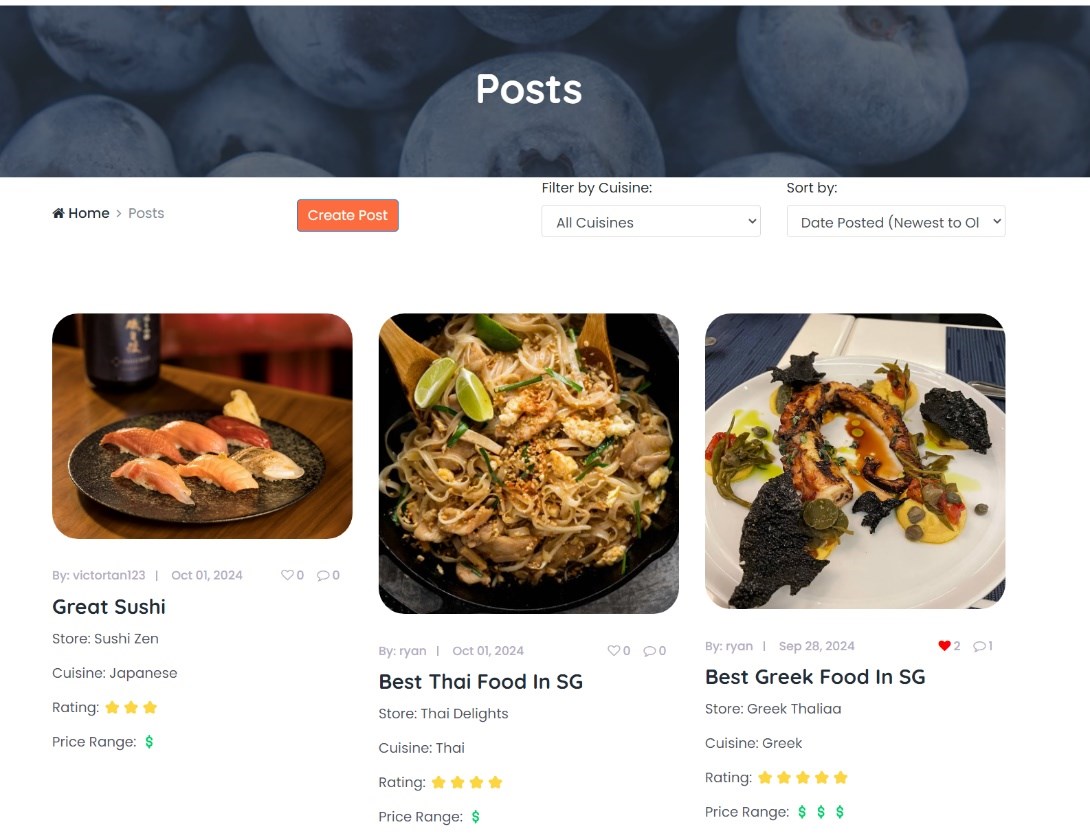 Posts
Home > Posts
Create Post
Filter by Cuisine:
All Cuisines
Sort by:
Date Posted (Newest to Ol
By: victortan123 | Oct 01, 2024 0 0
Great Sushi
Store: Sushi Zen
Cuisine: Japanese
Rating:
Price Range: $
By: ryan | Oct 01, 2024 0 0
Best Thai Food In SG
Store: Thai Delights
Cuisine: Thai
Rating:
Price Range: $
By: ryan | Sep 28, 2024 2 1
Best Greek Food In SG
Store: Greek Thaliaa
Cuisine: Greek
Rating:
Price Range: $ $ $